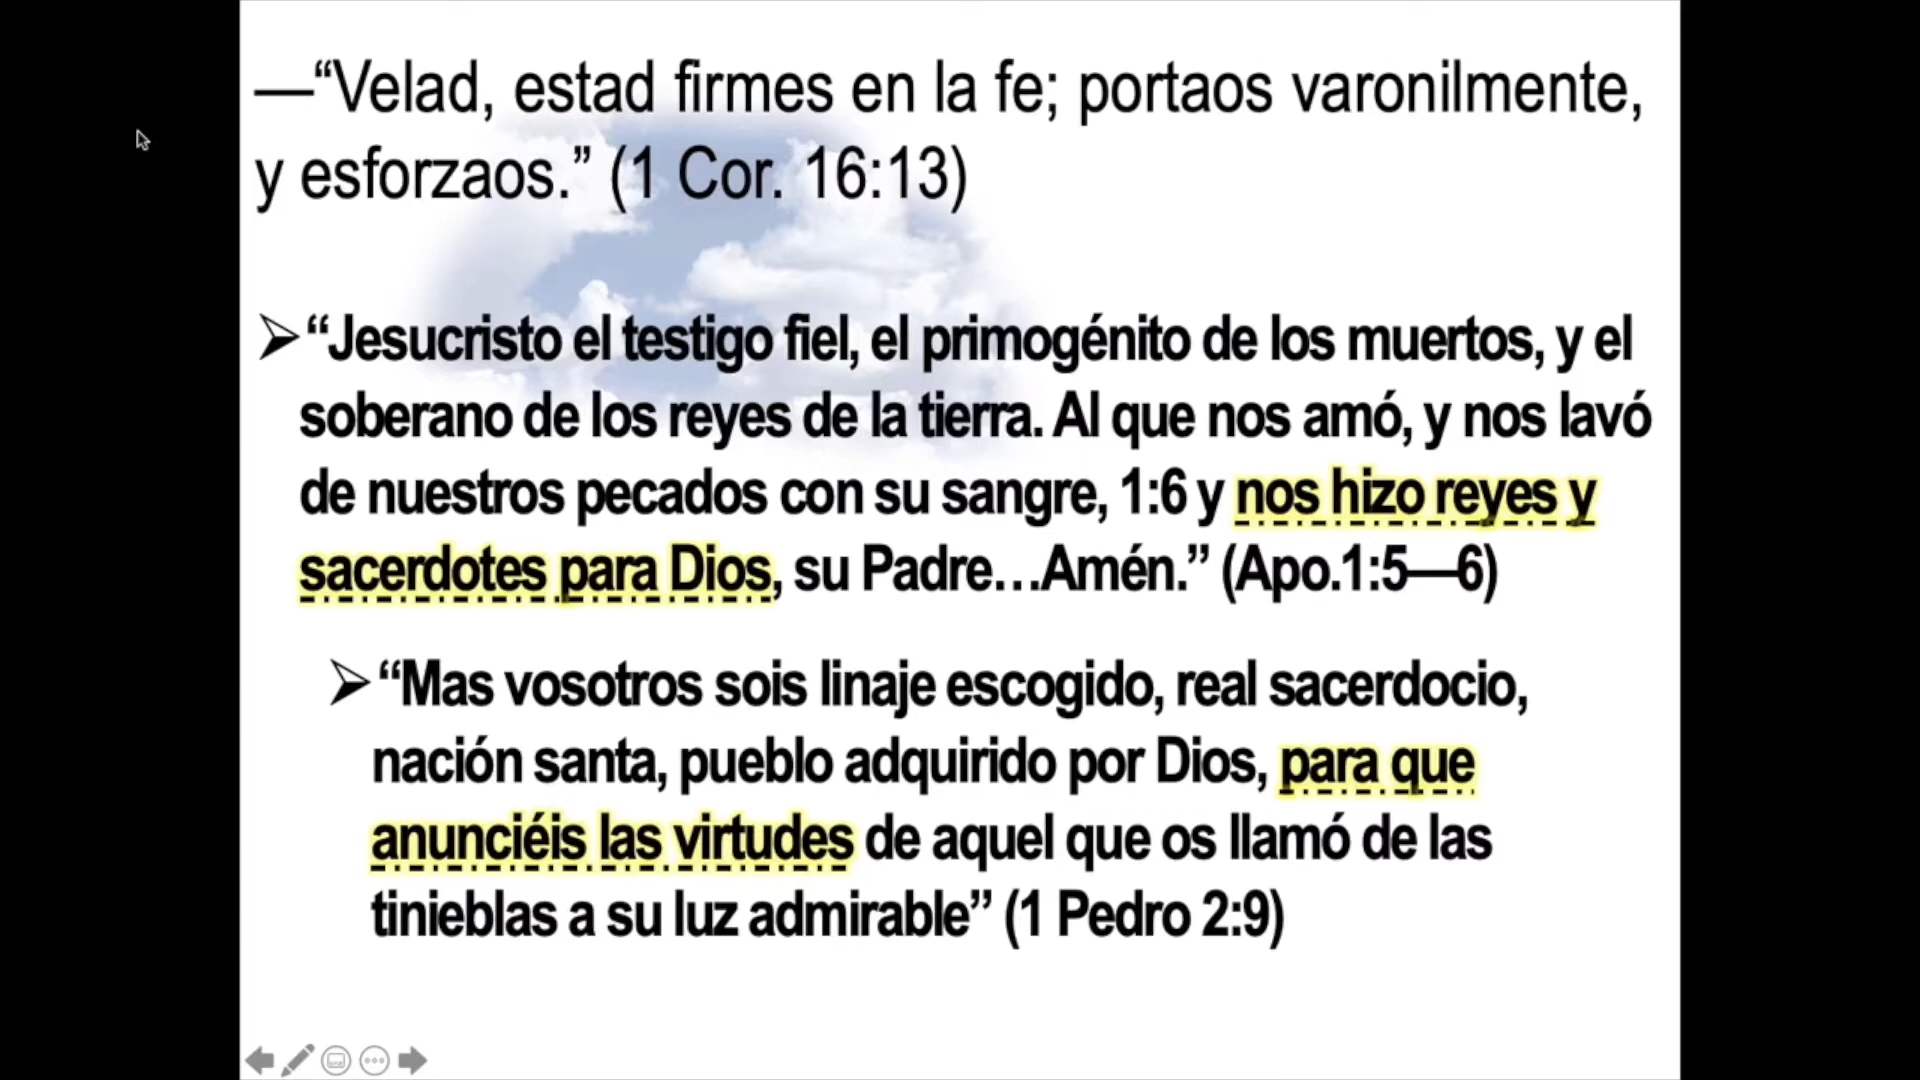 —“Velad, estad firmes en la fe; portaos varonilmente,
y esforzaos.” (1 Cor. 16:13)
“Jesucristo el testigo fiel, el primogénito de los muertos, y el
soberano de los reyes de la tierra. Al que nos amó, y nos lavó
de nuestros pecados con su sangre, 1:6 y nos hizo reyes y
sacerdotes para Dios, su Padre…Amén.” (Apo.1:5—6)
“Mas vosotros sois linaje escogido, real sacerdocio,
nación santa, pueblo adquirido por Dios, para que
anunciéis las virtudes de aquel que os llamó de las
tinieblas a su luz admirable” (1 Pedro 2:9)